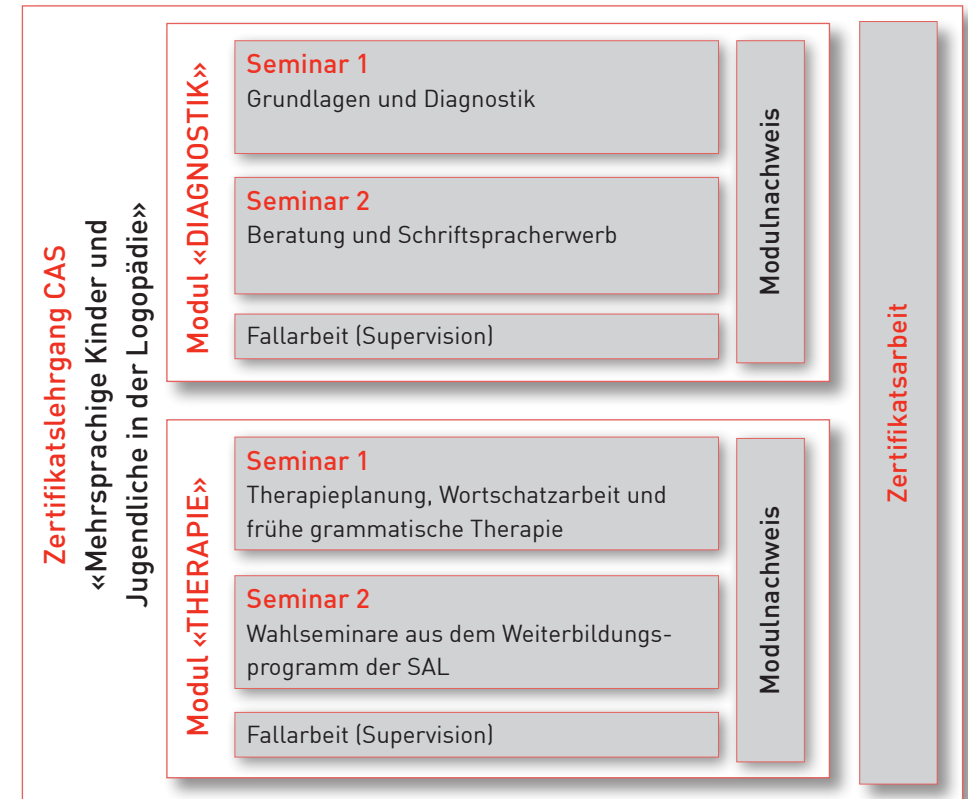 Zertifikatslehrgang CAS
«Mehrsprachige Kinder und
Jugendliche in der Logopädie»
Modul «DIAGNOSTIK»
Seminar 1
Grundlagen und Diagnostik
Seminar 2
Beratung und Schriftspracherwerb
Fallarbeit (Supervision)
Modulnachweis
Modul «THERAPIE»
Seminar 1
Therapieplanung, Wortschatzarbeit und
frühe grammatische Therapie
Seminar 2
Wahlseminare aus dem Weiterbildungs-
programm der SAL
Fallarbeit (Supervision)
Modulnachweis
Zertifikatsarbeit